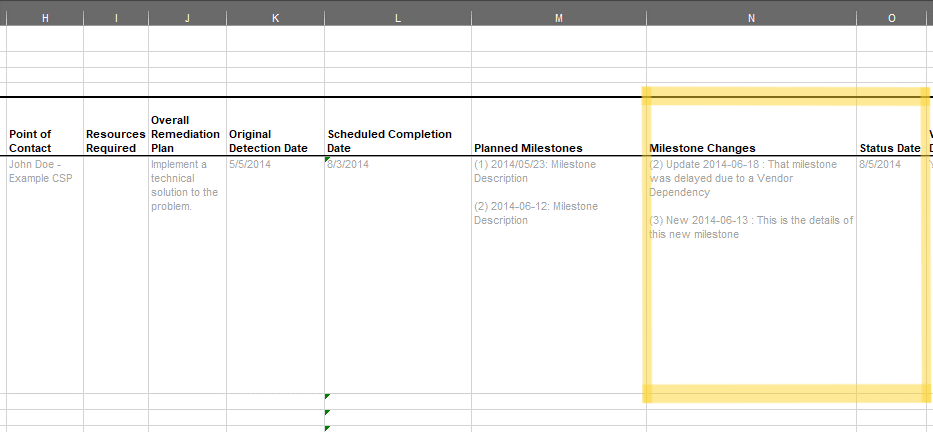 H I J K L M N O
Point of
Contact
Resources
Required
Overall
Remediation
Plan
Original
Detection Date
Scheduled Completion
Date
Planned Milestones
Milestone Changes
Status Date
John Doe -
Example CSP
Implement a
technical
solution to the
problem.
5/5/2014
8/3/2014
(1) 2014/05/23: Milestone
Description
(2) 2014-06-12: Milestone
Description
(2) Update 2014-06-18 : That milestone
was delayed due to a Vendor
Dependency
(3) New 2014-06-13 : This is the details of
this new milestone
8/5/2014